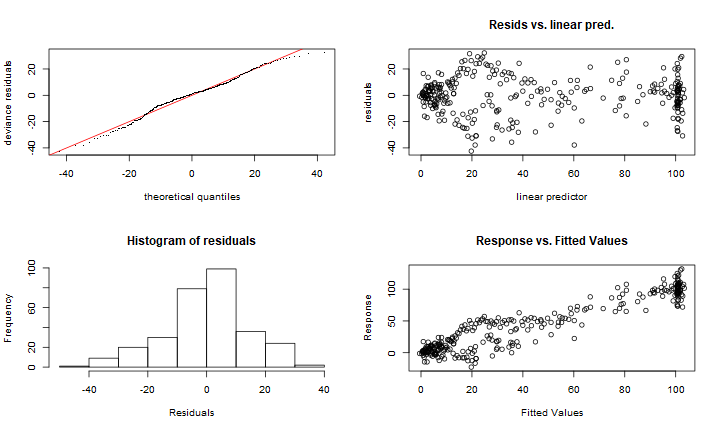 deviance residuals
-40 -20 0 20
-40 -20 0 20 40
theoretical quantiles
Resids vs. linear pred.
residuals
-40 -20 0 20
0 20 40 60 80 100
linear predictor
Histogram of residuals
Frequency
0 20 60 100
-40 -20 0 20 40
Residuals
Response vs. Fitted Values
Response
0 50 100
0 20 40 60 80 100
Fitted Values